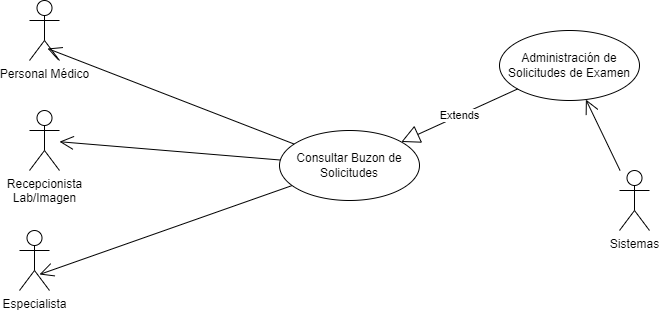 Personal Médico
Administración de
Solicitudes de Examen
Extends
Consultar Buzon de
Solicitudes
Recepcionista
Lab/Imagen
Sistemas
Especialista